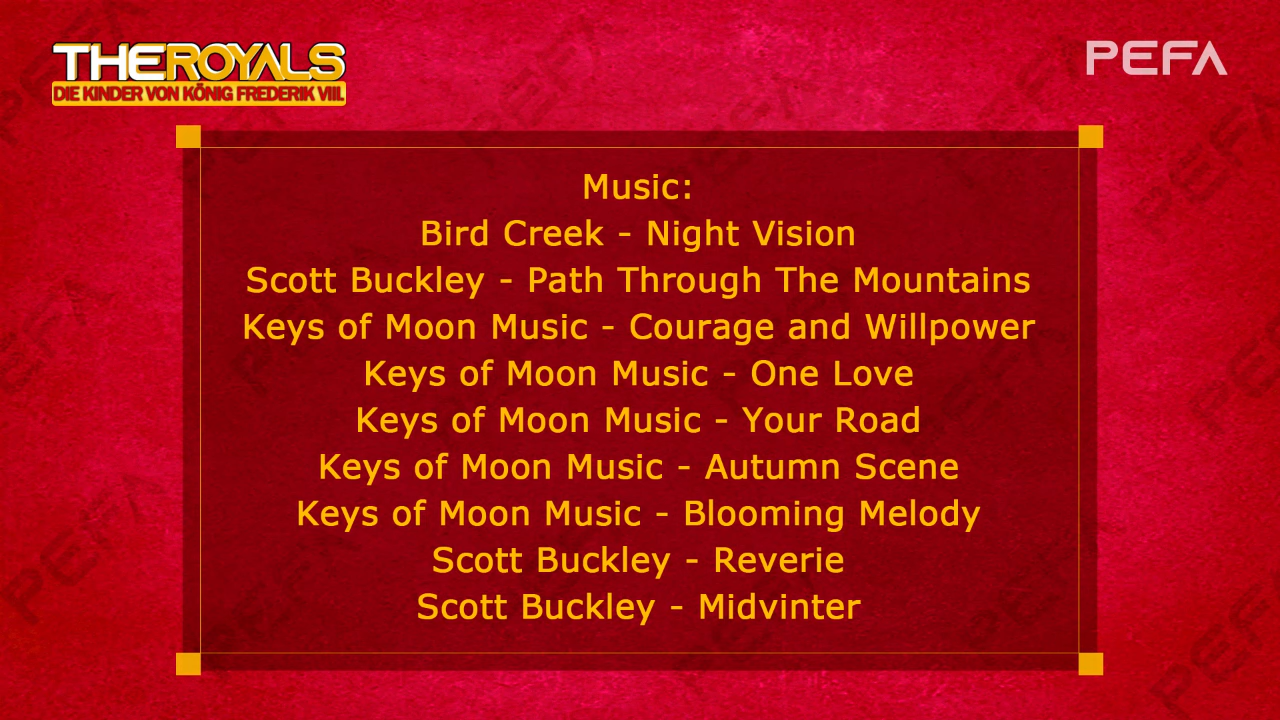 THEROYALS
DIE KINDER VON KÖNIG FREDERIK VIII.
PEFA
Music:
Bird Creek - Night Vision
Scott Buckley - Path Through The Mountains
Keys of Moon Music - Courage and Willpower
Keys of Moon Music - One Love
Keys of Moon Music - Your Road
Keys of Moon Music - Autumn Scene
Keys of Moon Music - Blooming Melody
Scott Buckley - Reverie
Scott Buckley - Midvinter